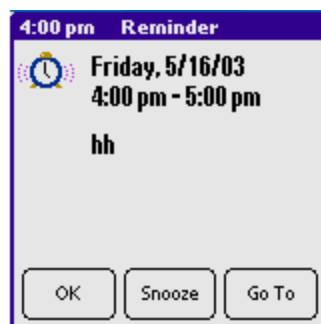 4:00 pm Reminder
Friday, 5/16/03
4:00 pm - 5:00 pm
hh
OK Snooze Go To